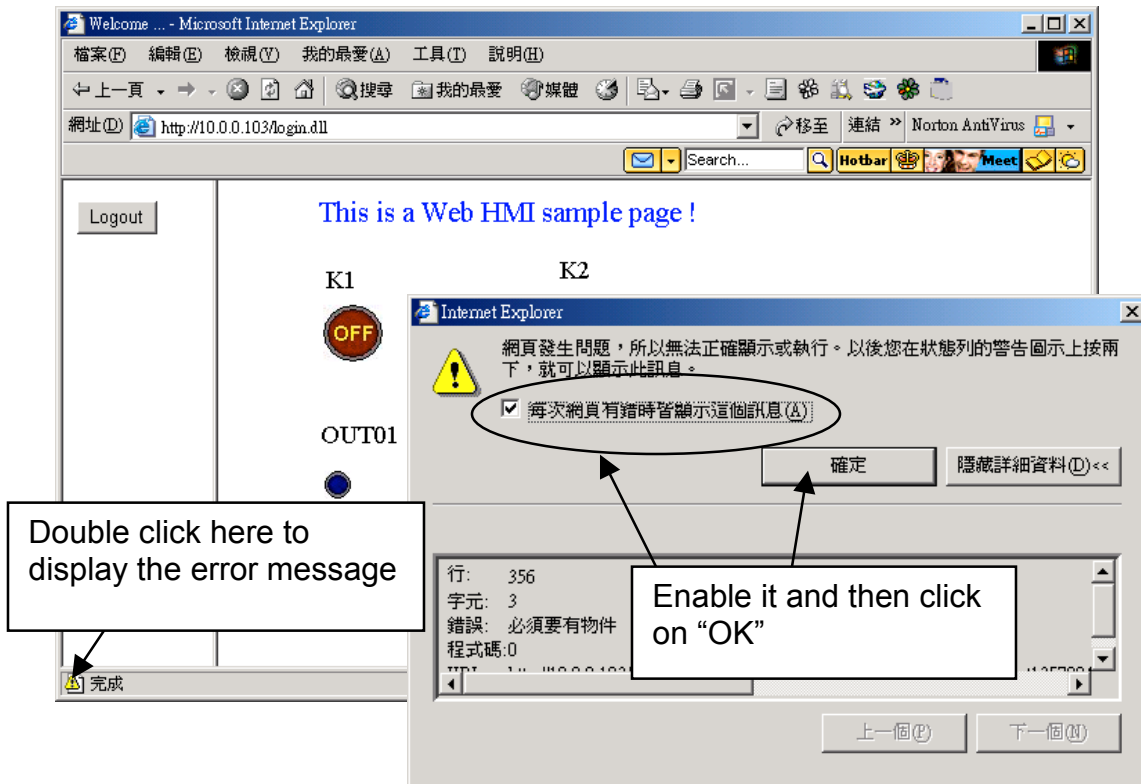 Welcome ... - Microsoft Internet Explorer
檔案(F) 編輯(E) 檢視(V) 我的最愛(A) 工具(T) 說明(H)
上一頁 搜尋 我的最愛 媒體
網址(D) http://10.0.0.103/login.dll 移至 連結 » Norton AntiVirus
Search... Hotbar Meet
Logout
This is a Web HMI sample page !
K1
K2
OFF
OUT01
Internet Explorer
網頁發生問題，所以無法正確顯示或執行。以後您在狀態列的警告圖示上按兩
下，就可以顯示此訊息。
每次網頁有錯時皆顯示這個訊息(A)
確定 隱藏詳細資料(D)<<
Double click here to
display the error message
行: 356
字元: 3
錯誤: 必須要有物件
程式碼:0
Enable it and then click
on “OK”
完成
上一個(P) 下一個(N)